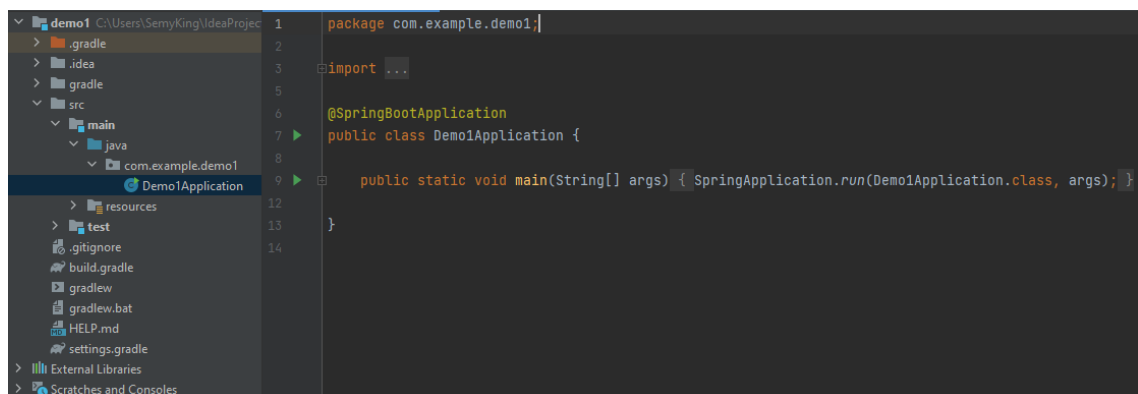 demo1 C:\Users\SemyKing\IdeaProjec
.gradle
.idea
gradle
src
main
java
com.example.demo1
Demo1Application
resources
test
.gitignore
build.gradle
gradlew
gradlew.bat
HELP.md
settings.gradle
External Libraries
Scratches and Consoles
1 package com.example.demo1;
2
3 import ...
5
6 @SpringBootApplication
7 public class Demo1Application {
8
9 public static void main(String[] args) { SpringApplication.run(Demo1Application.class, args); }
12
13 }
14